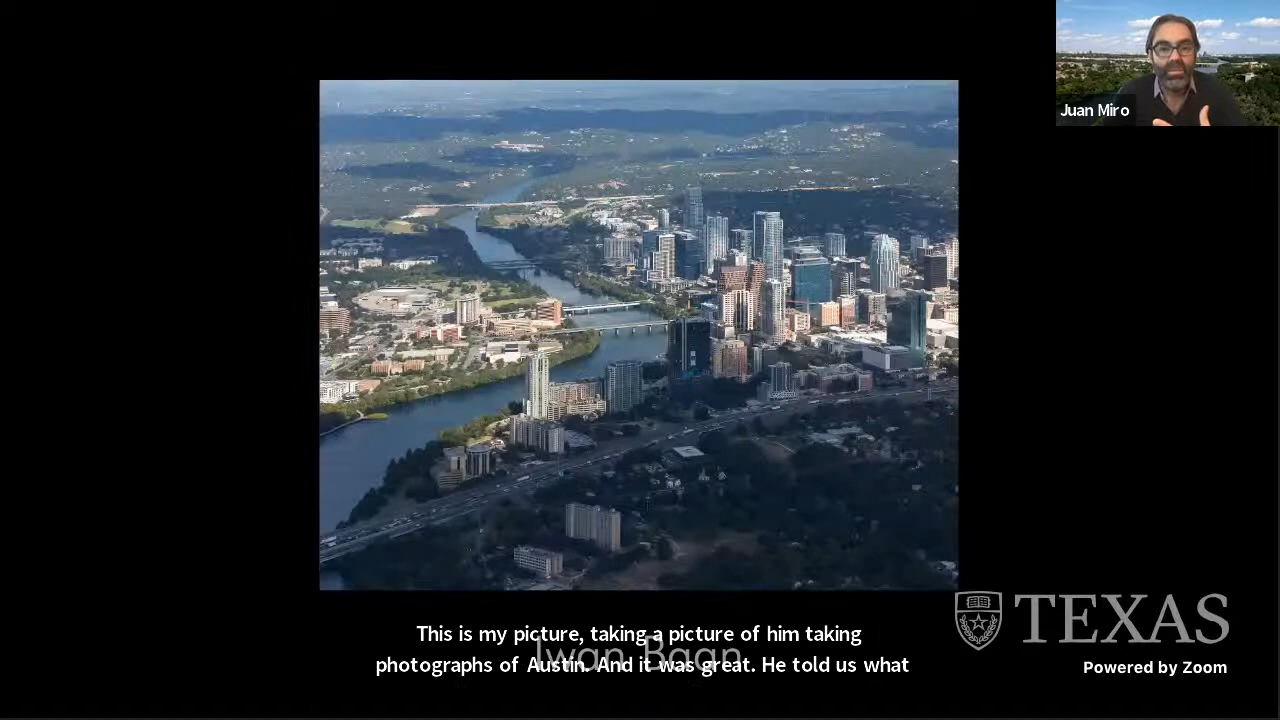 Juan Miro
This is my picture, taking a picture of him taking
photographs of Austin. And it was great. He told us what
Iwan Baan
TEXAS
Powered by Zoom